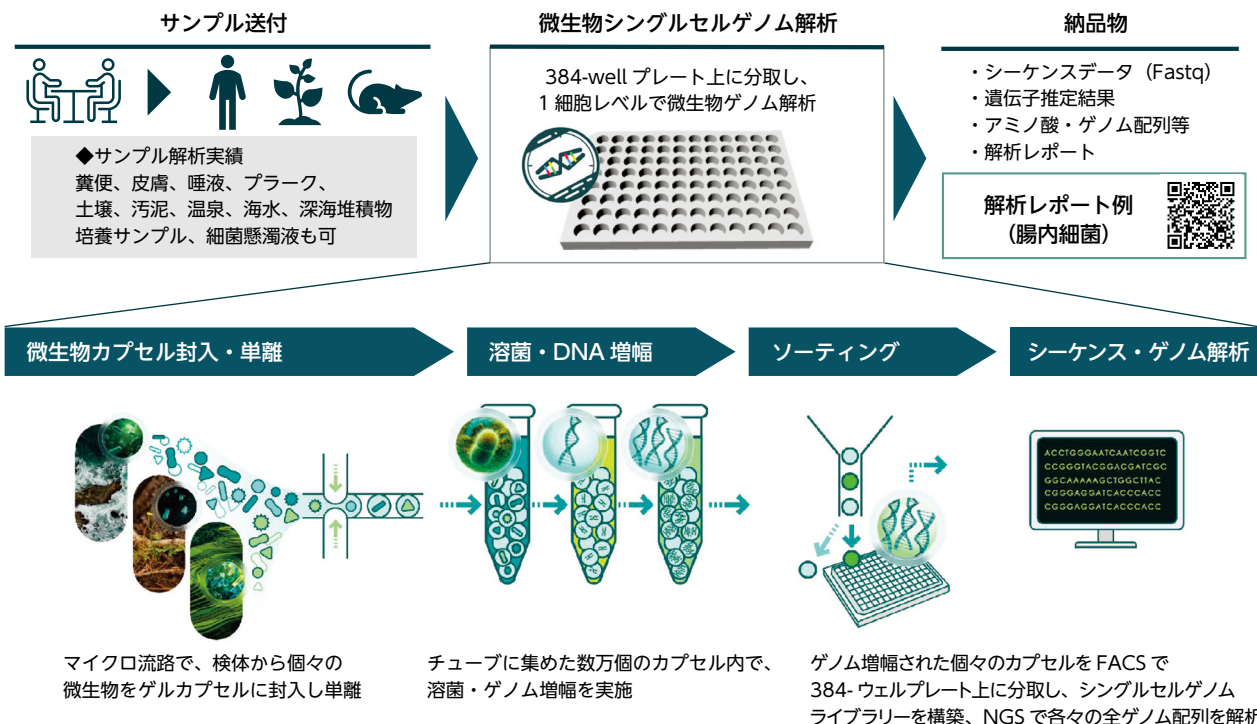 サンプル送付
◆サンプル解析実績
糞便、皮膚、唾液、プラーク、
土壌、汚泥、温泉、海水、深海堆積物
培養サンプル、細菌懸濁液も可
微生物シングルセルゲノム解析
384-well プレート上に分取し、
1 細胞レベルで微生物ゲノム解析
納品物
・シーケンスデータ（Fastq）
・遺伝子推定結果
・アミノ酸・ゲノム配列等
・解析レポート
解析レポート例
（腸内細菌）
微生物カプセル封入・単離
溶菌・DNA 増幅
ソーティング
シーケンス・ゲノム解析
ACCTGGGAATCAATCGGTC
CCGGGTACGGACGATCGC
GGCAAAAAGCTGGCTTAC
CGGGAGGATCACCCACC
CGGGAGGATCACCCACC
マイクロ流路で、検体から個々の
微生物をゲルカプセルに封入し単離
チューブに集めた数万個のカプセル内で、
溶菌・ゲノム増幅を実施
ゲノム増幅された個々のカプセルを FACS で
384- ウェルプレート上に分取し、シングルセルゲノム
ライブラリーを構築、NGS で各々の全ゲノム配列を解析